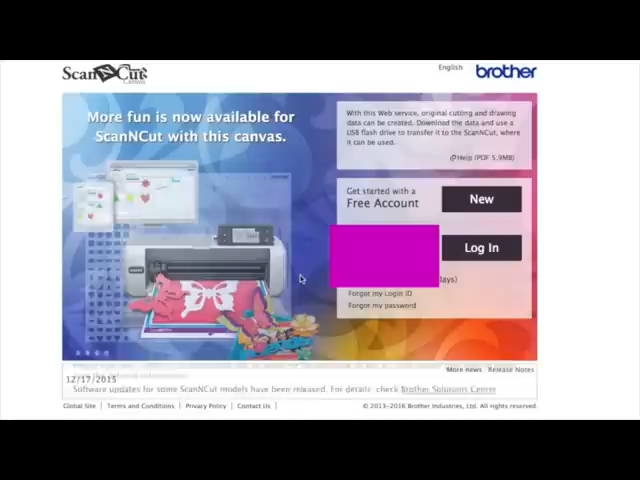 ScanNCut
Canvas
English
brother
More fun is now available for
ScanNCut with this canvas.
With this Web service, original cutting and drawing
data can be created. Download the data and use a
USB flash drive to transfer it to the ScanNCut, where
it can be used.
Help (PDF 5.9MB)
Get started with a
Free Account
New
Log In
days)
Forgot my Login ID
Forgot my password
More news
Release Notes
12/17/2015
Software updates for some ScanNCut models have been released. For details, check Brother Solutions Center
Global Site | Terms and Conditions | Privacy Policy | Contact Us |
© 2013-2016 Brother Industries, Ltd. All rights reserved.